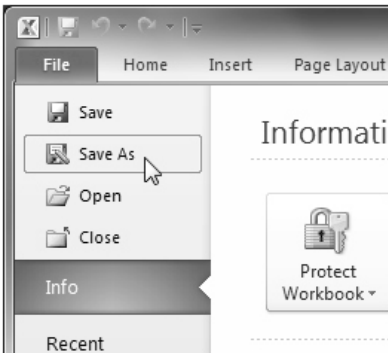 File Home Insert Page Layout
Save
Save As
Open
Close
Info
Recent
Informati
Protect
Workbook